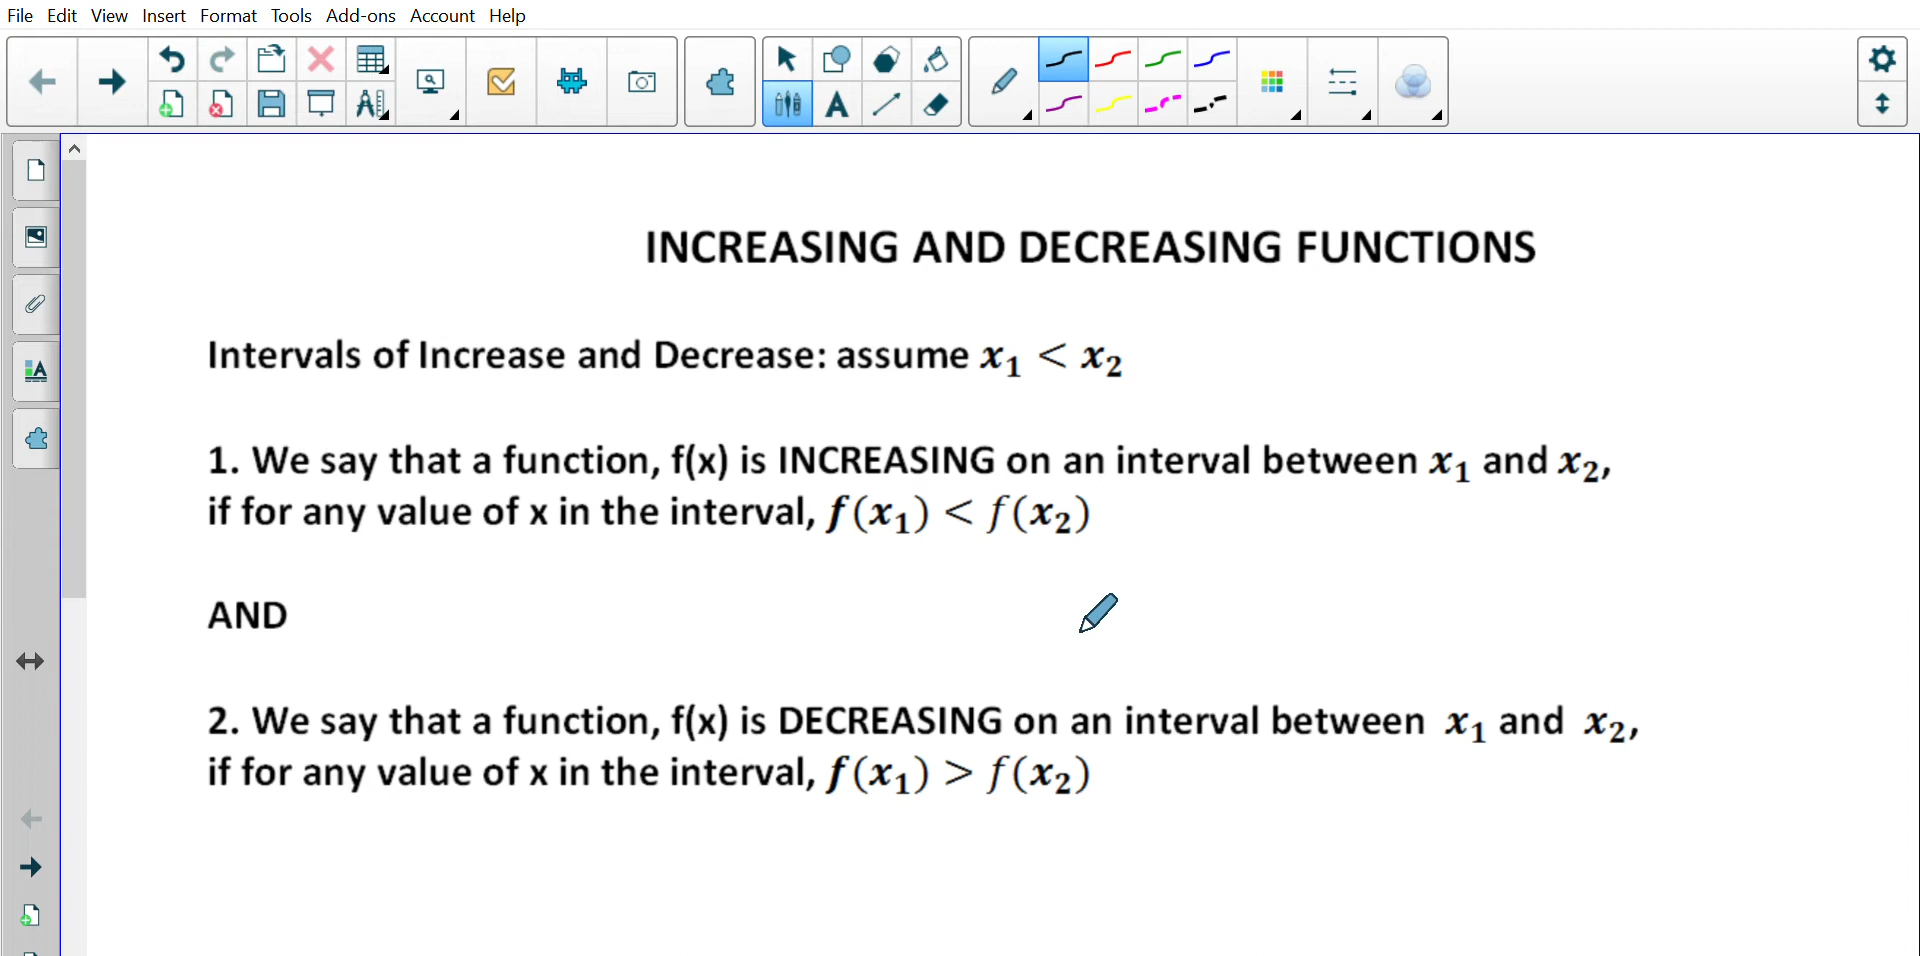 File Edit View Insert Format Tools Add-ons Account Help
INCREASING AND DECREASING FUNCTIONS
Intervals of Increase and Decrease: assume x₁ < x₂
1. We say that a function, f(x) is INCREASING on an interval between x₁ and x₂,
if for any value of x in the interval, f(x₁) < f(x₂)
AND
2. We say that a function, f(x) is DECREASING on an interval between x₁ and x₂,
if for any value of x in the interval, f(x₁) > f(x₂)